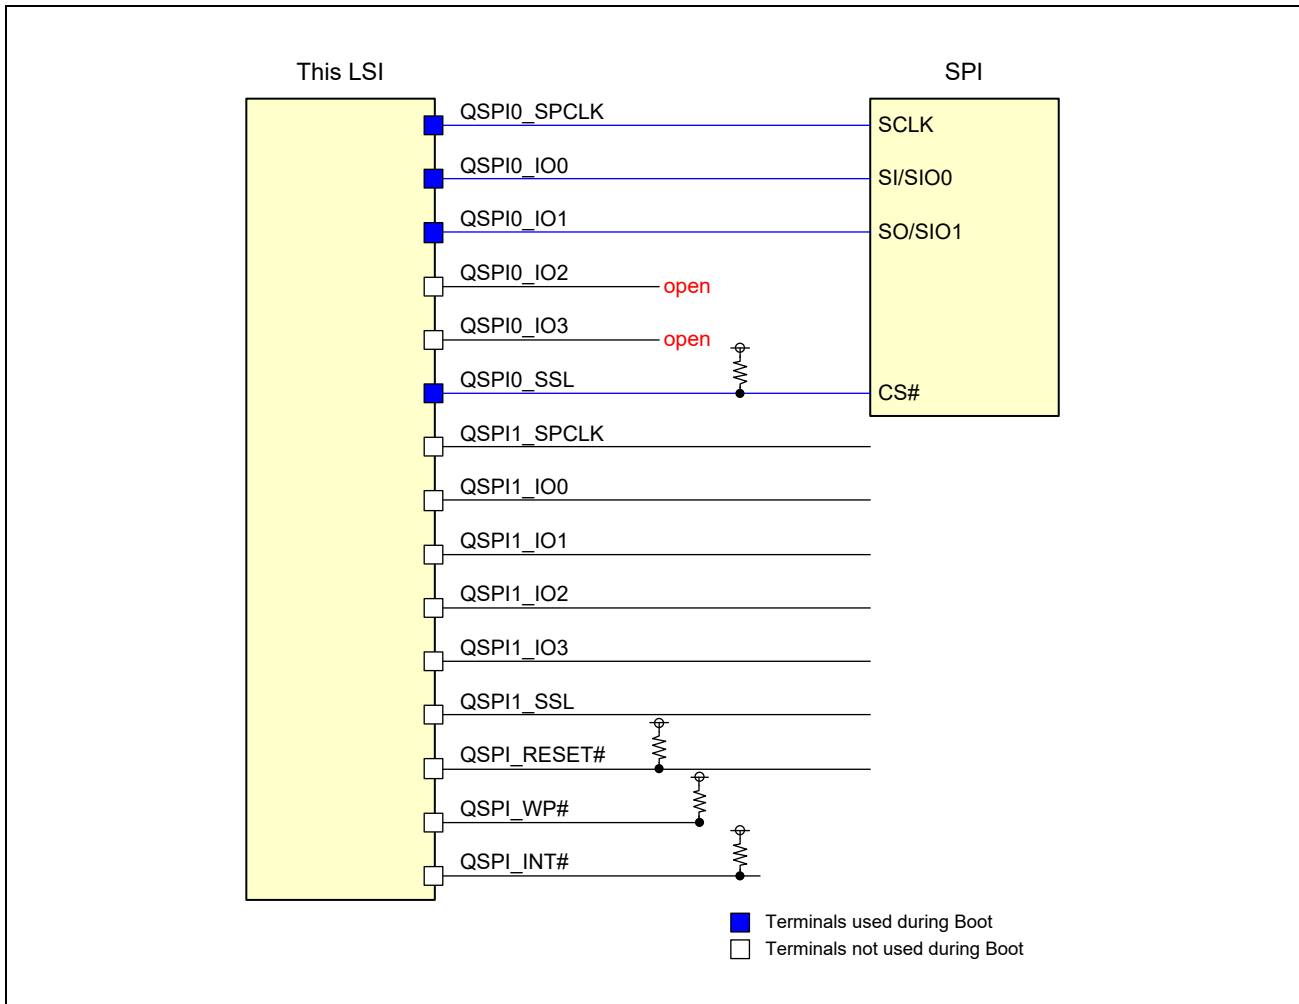 This LSI
SPI
QSPI0_SPCLK
SCLK
QSPI0_IO0
SI/SIO0
QSPI0_IO1
SO/SIO1
QSPI0_IO2
open
QSPI0_IO3
open
QSPI0_SSL
CS#
QSPI1_SPCLK
QSPI1_IO0
QSPI1_IO1
QSPI1_IO2
QSPI1_IO3
QSPI1_SSL
QSPI_RESET#
QSPI_WP#
QSPI_INT#
Terminals used during Boot
Terminals not used during Boot